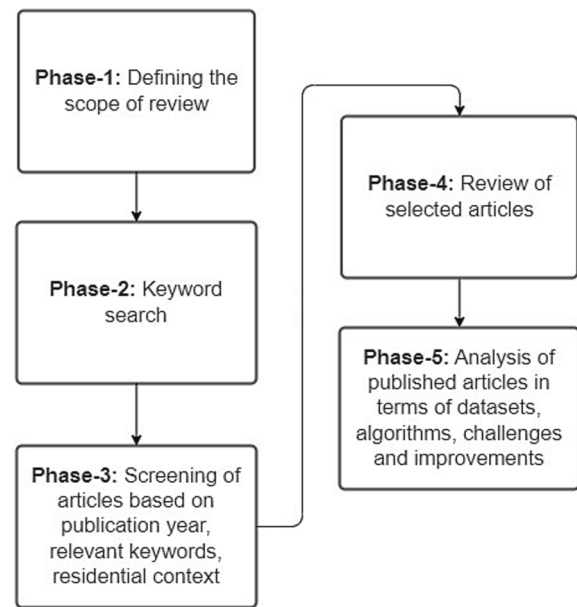 Phase-1: Defining the
scope of review
Phase-2: Keyword
search
Phase-3: Screening of
articles based on
publication year,
relevant keywords,
residential context
Phase-4: Review of
selected articles
Phase-5: Analysis of
published articles in
terms of datasets,
algorithms, challenges
and improvements